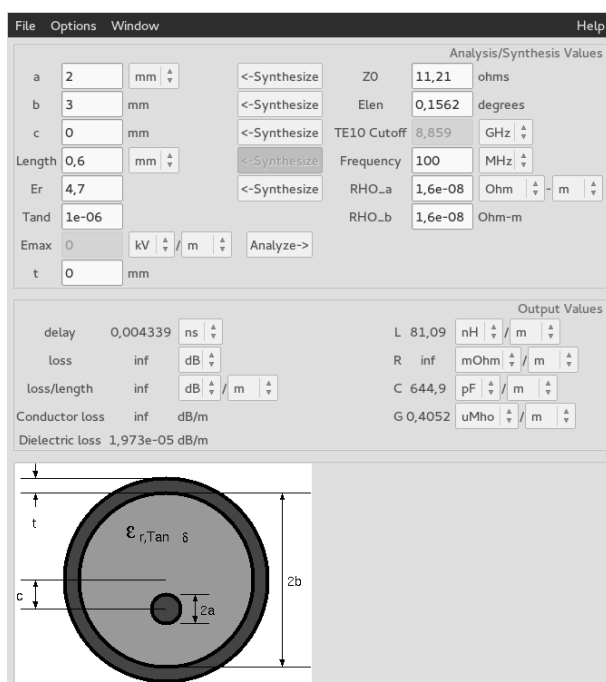 File Options Window Help
Analysis/Synthesis Values
a 2 mm <-Synthesize Z0 11,21 ohms
b 3 mm <-Synthesize Elen 0,1562 degrees
c 0 mm <-Synthesize TE10 Cutoff 8,859 GHz
Length 0,6 mm <-Synthesize Frequency 100 MHz
Er 4,7 <-Synthesize RHO_a 1,6e-08 Ohm - m
Tand 1e-06 RHO_b 1,6e-08 Ohm-m
Emax 0 kV / m Analyze->
t 0 mm
Output Values
delay 0,004339 ns L 81,09 nH / m
loss inf dB R inf mOhm / m
loss/length inf dB / m C 644,9 pF / m
Conductor loss inf dB/m G 0,4052 uMho / m
Dielectric loss 1,973e-05 dB/m
t
εr,Tan δ
c
2a
2b